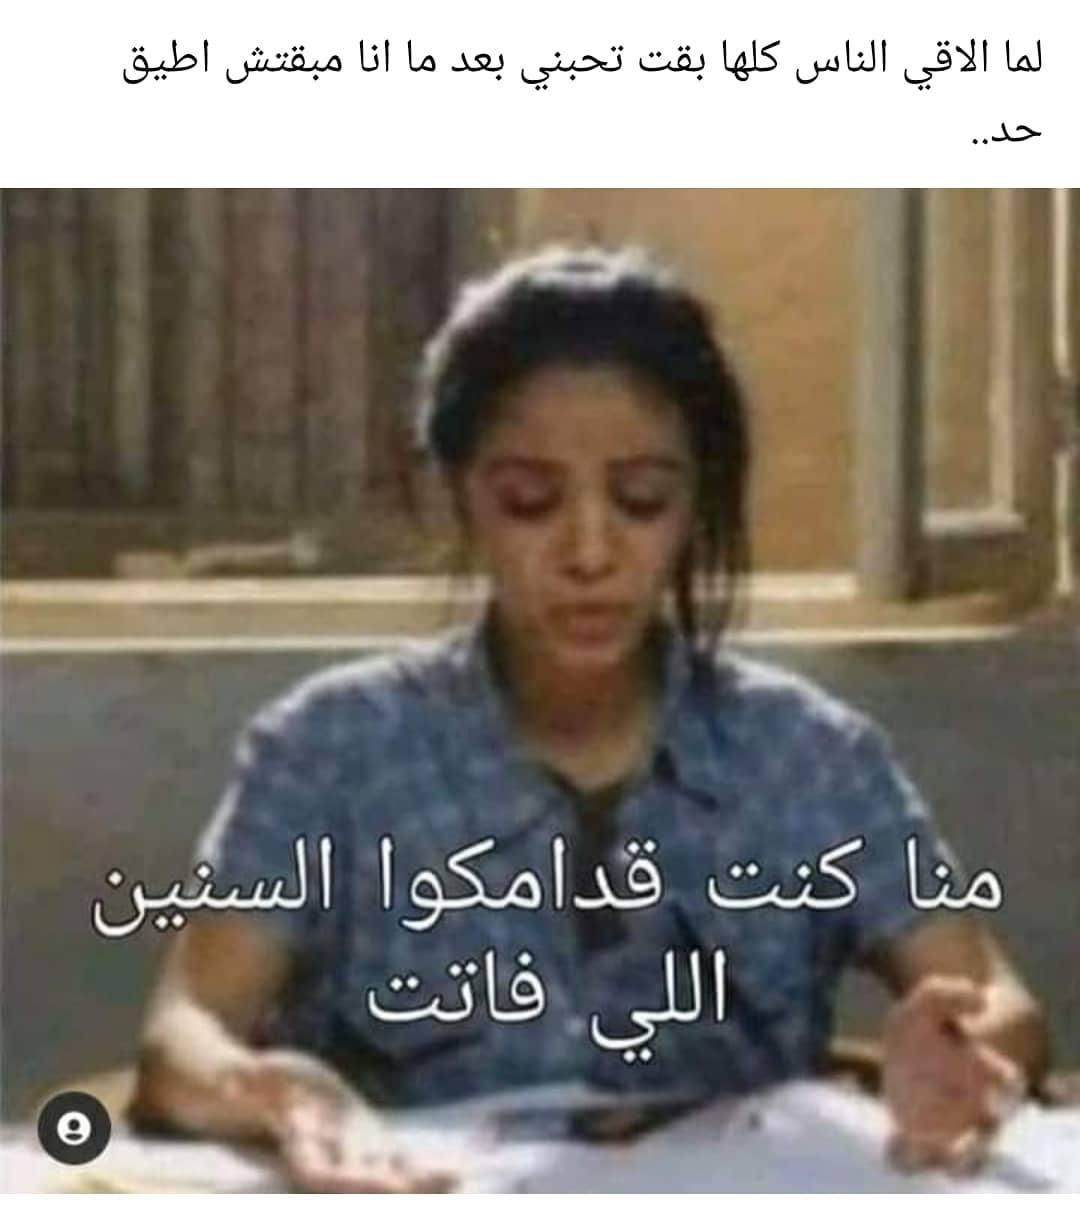 لما الاقي الناس كلها بقت تحبني بعد ما انا مبقتش اطيق
حد..
منا كنت قدامكوا السنين
اللي فاتت